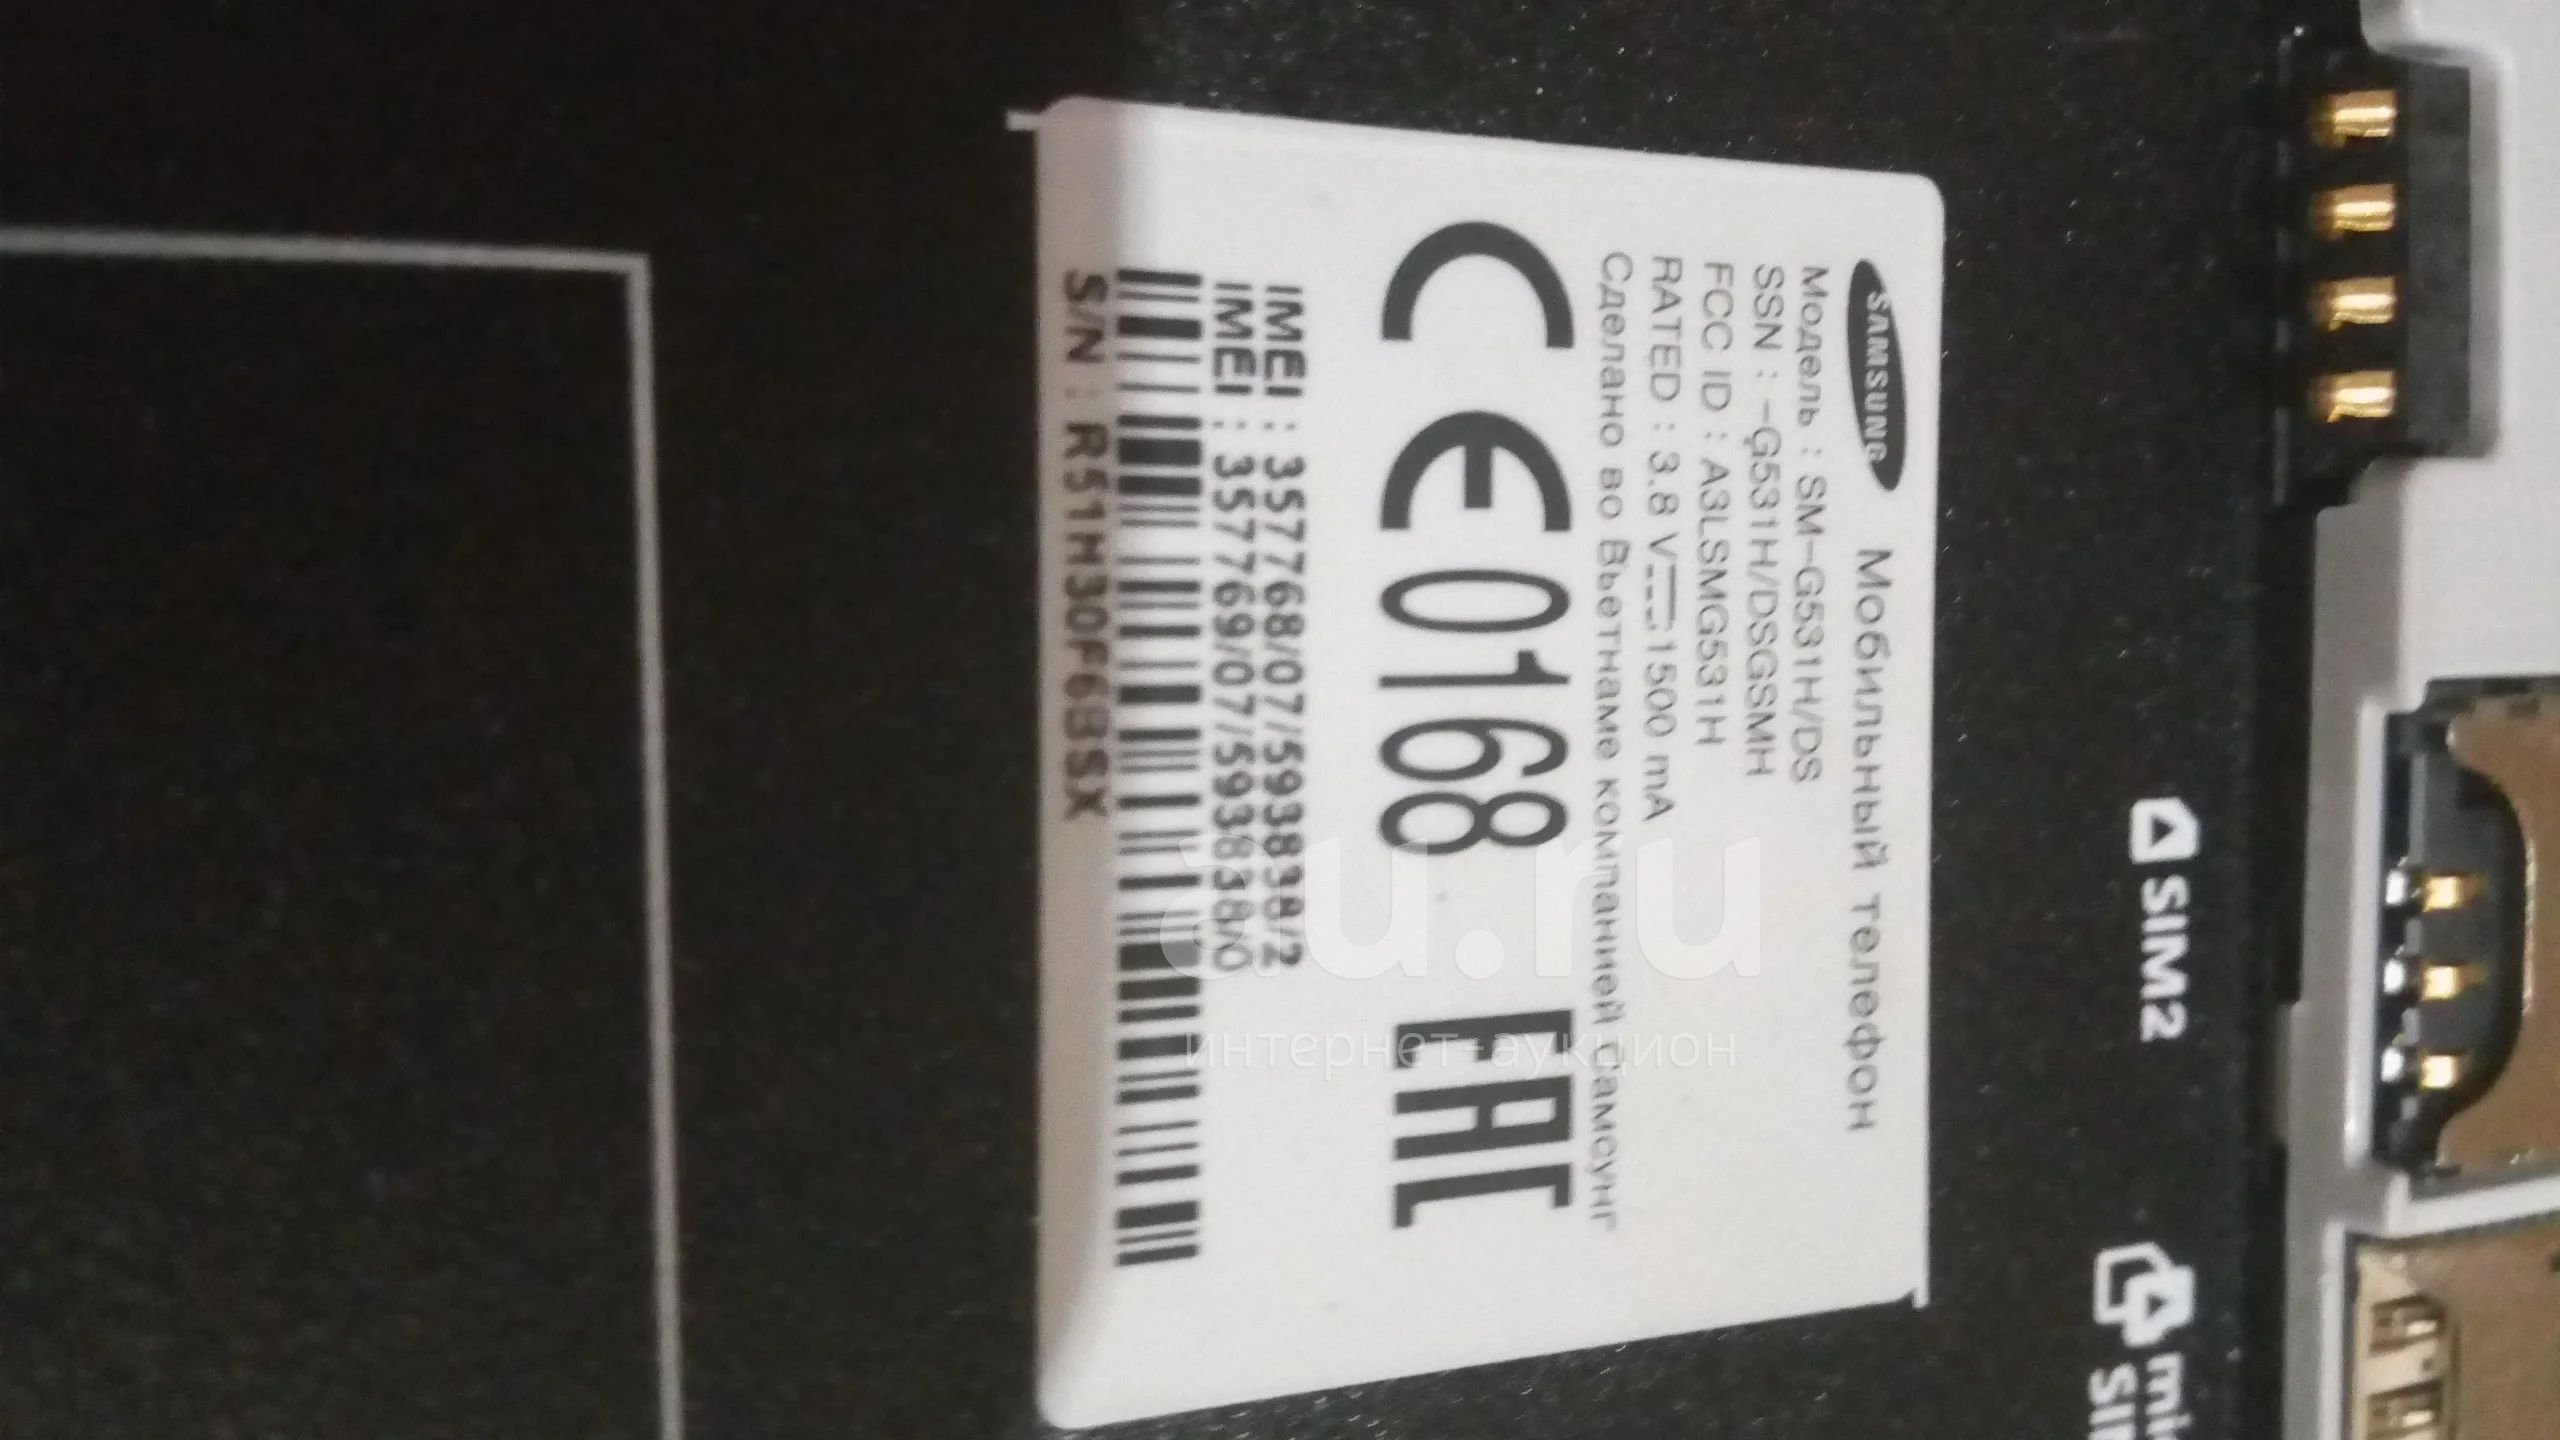 SAMSUNG Мобильный телефон
Модель : SM-G531H/DS
SSN : -G531H/DSGSMH
FCC ID : A3LSMG531H
RATED : 3.8 V⎓;1500 mA
Сделано во Вьетнаме компанией Самсунг
CE0168 EAC
IMEI : 357768/07/593838/2
IMEI : 357769/07/593838/0
S/N : R51H30F6BSX
SIM2
au.ru
интернет-аукцион